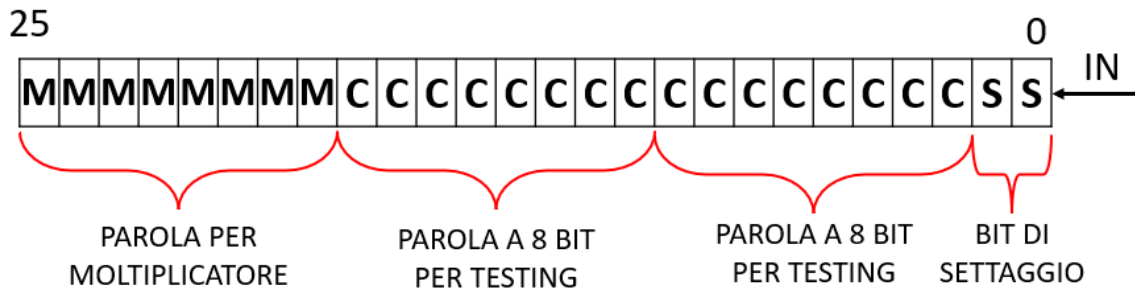 25
0
IN
M M M M M M M M C C C C C C C C C C C C C C C C S S
PAROLA PER
MOLTIPLICATORE
PAROLA A 8 BIT
PER TESTING
PAROLA A 8 BIT
PER TESTING
BIT DI
SETTAGGIO